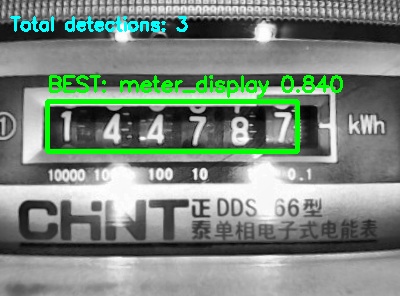 Total detections: 3
BEST: meter_display 0.840
① 1 4 4 7 8 7 kWh
10000 100 10 0.1
CHNT 正泰 DDS 66型
单相电子式电能表